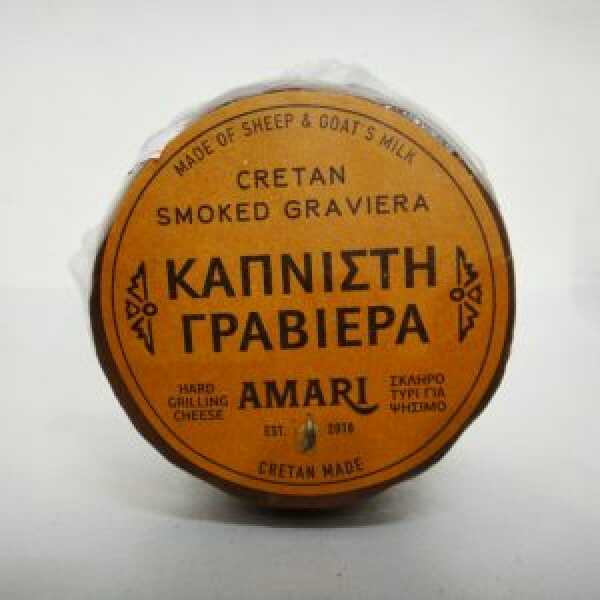 MADE OF SHEEP & GOAT'S MILK
CRETAN
SMOKED GRAVIERA
ΚΑΠΝΙΣΤΗ
ΓΡΑΒΙΕΡΑ
HARD
GRILLING
CHEESE
AMARI
ΣΚΛΗΡΟ
ΤΥΡΙ ΓΙΑ
ΨΗΣΙΜΟ
EST. 2016
CRETAN MADE